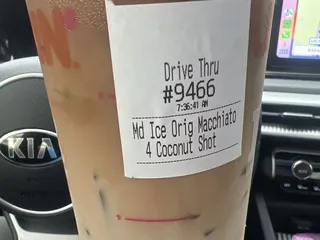 Drive Thru
#9466
7:36:41 AM
Md Ice Orig Macchiato
4 Coconut Shot
KIA